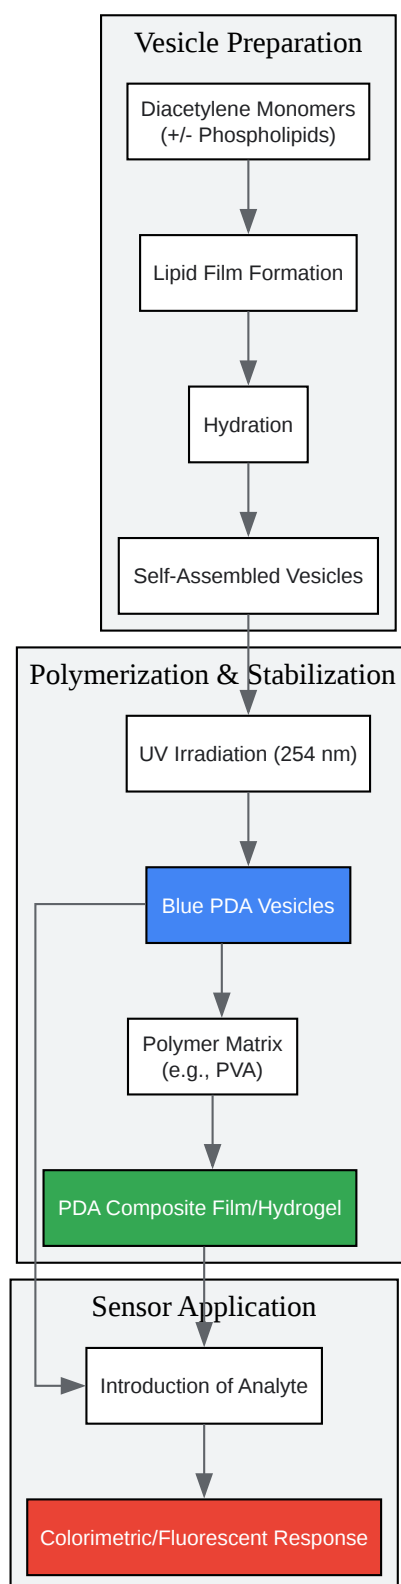 Vesicle Preparation
Diacetylene Monomers
(+/- Phospholipids)
Lipid Film Formation
Hydration
Self-Assembled Vesicles
Polymerization & Stabilization
UV Irradiation (254 nm)
Blue PDA Vesicles
Polymer Matrix
(e.g., PVA)
PDA Composite Film/Hydrogel
Sensor Application
Introduction of Analyte
Colorimetric/Fluorescent Response